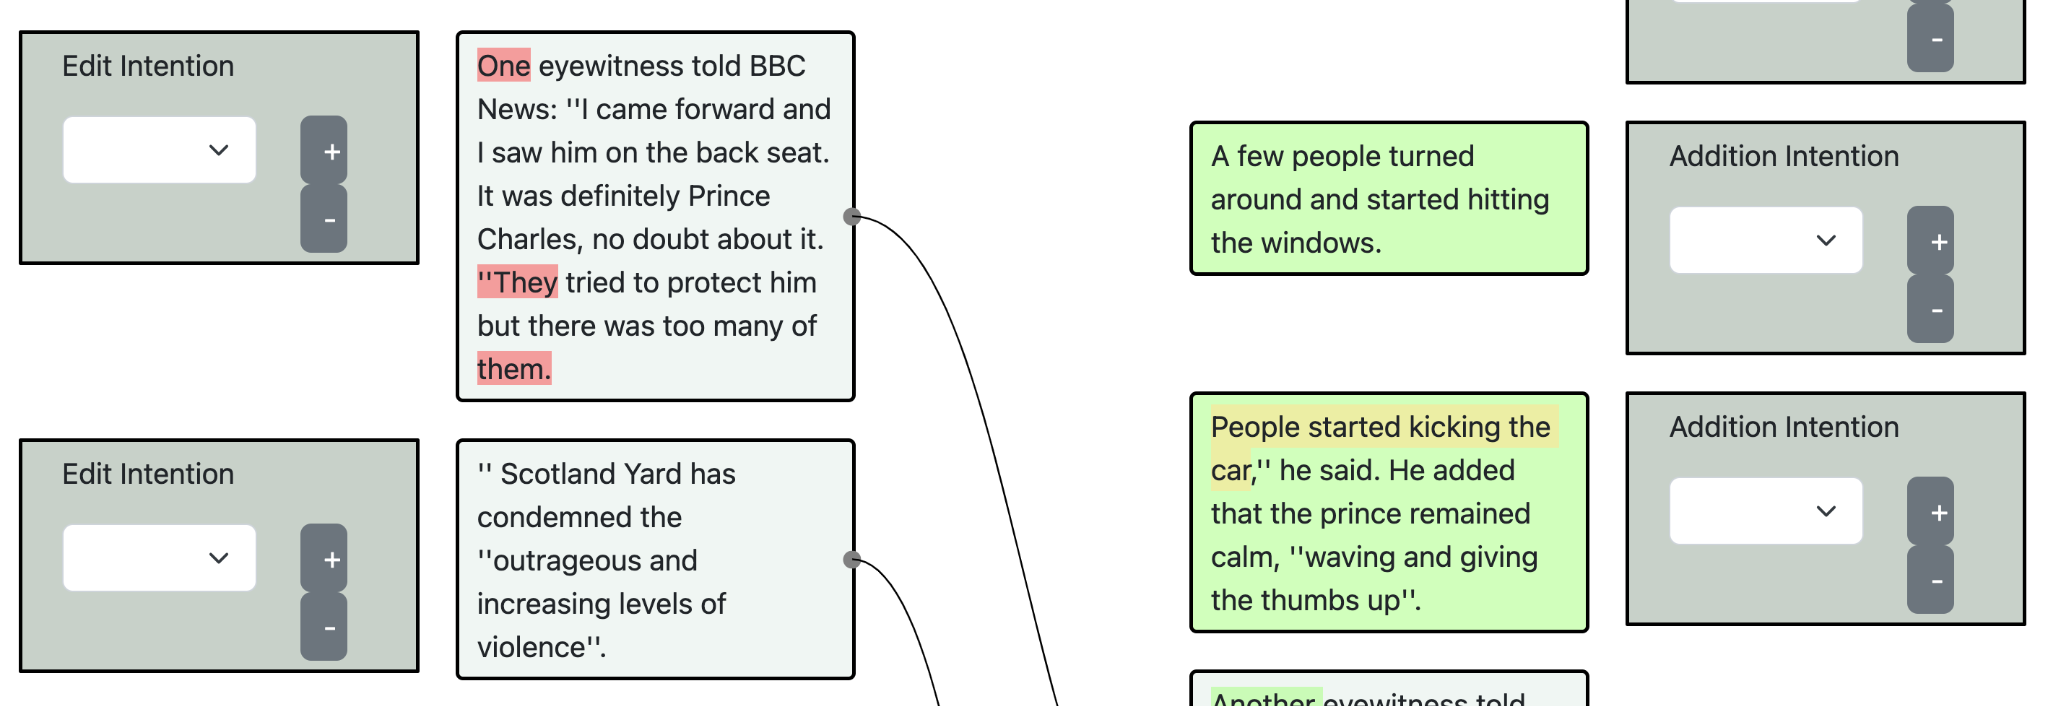 Edit Intention
+
-
One eyewitness told BBC
News: ''I came forward and
I saw him on the back seat.
It was definitely Prince
Charles, no doubt about it.
''They tried to protect him
but there was too many of
them.
Edit Intention
+
-
'' Scotland Yard has
condemned the
''outrageous and
increasing levels of
violence''.
-
A few people turned
around and started hitting
the windows.
Addition Intention
+
-
People started kicking the
car,'' he said. He added
that the prince remained
calm, ''waving and giving
the thumbs up''.
Addition Intention
+
-
Another eyewitness told